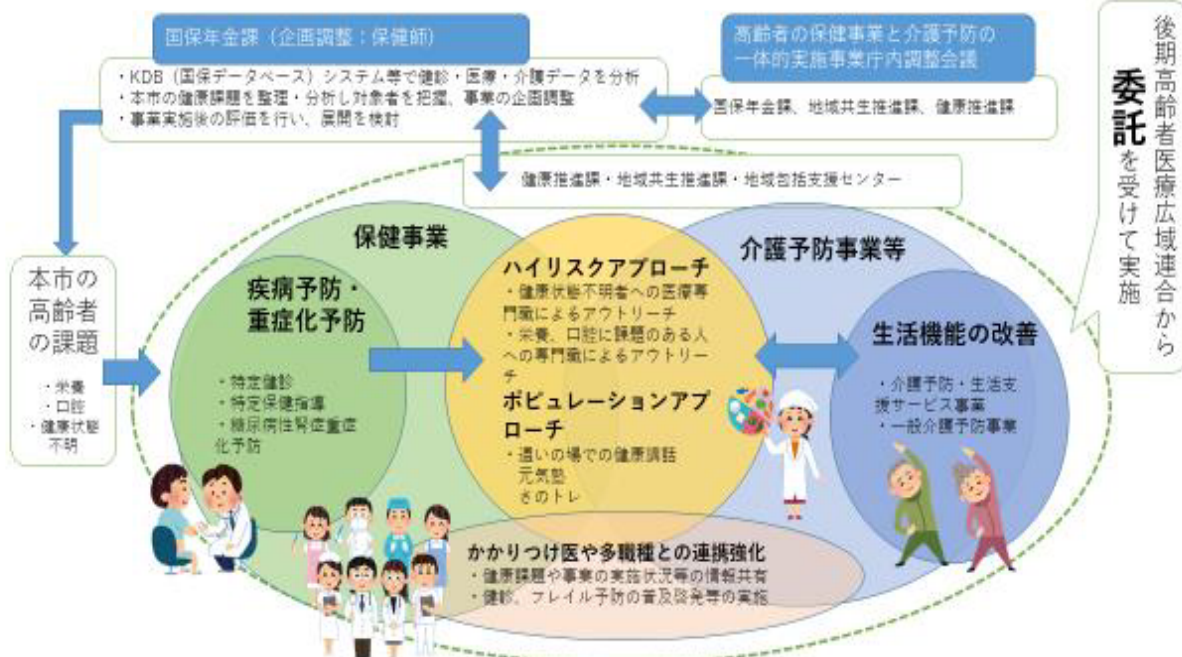 国保年金課（企画調整：保健師）
・KDB（国保データベース）システム等で健診・医療・介護データを分析
・本市の健康課題を整理・分析し対象者を把握、事業の企画調整
・事業実施後の評価を行い、展開を検討
高齢者の保健事業と介護予防の
一体的実施事業庁内調整会議
国保年金課、地域共生推進課、健康推進課
後期高齢者医療広域連合から
委託を受けて実施
健康推進課・地域共生推進課・地域包括支援センター
本市の
高齢者
の課題
・栄養
・口腔
・健康状態
不明
保健事業
疾病予防・
重症化予防
・特定健診
・特定保健指導
・糖尿病性腎症重症
化予防
ハイリスクアプローチ
・健康状態不明者への医療専
門職によるアウトリーチ
・栄養、口腔に課題のある人
への専門職によるアウトリー
チ
ポピュレーションアプ
ローチ
・通いの場での健康講話
元気塾
きのトレ
介護予防事業等
生活機能の改善
・介護予防・生活支
援サービス事業
・一般介護予防事業
かかりつけ医や多職種との連携強化
・健康課題や事業の実施状況等の情報共有
・健診、フレイル予防の普及啓発等の実施